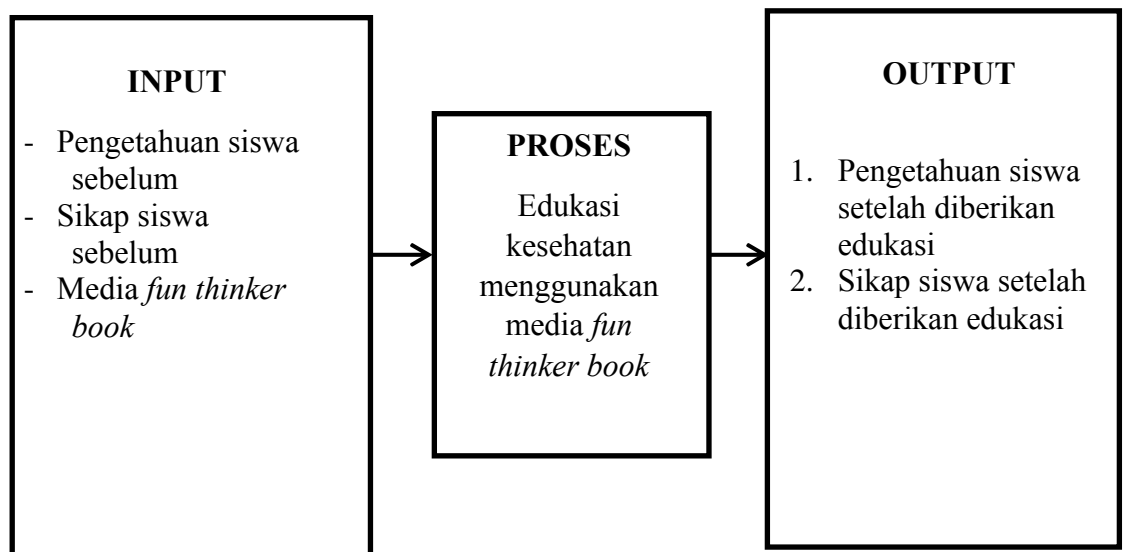 INPUT
- Pengetahuan siswa
sebelum
- Sikap siswa
sebelum
- Media fun thinker
book
PROSES
Edukasi
kesehatan
menggunakan
media fun
thinker book
OUTPUT
1. Pengetahuan siswa
setelah diberikan
edukasi
2. Sikap siswa setelah
diberikan edukasi